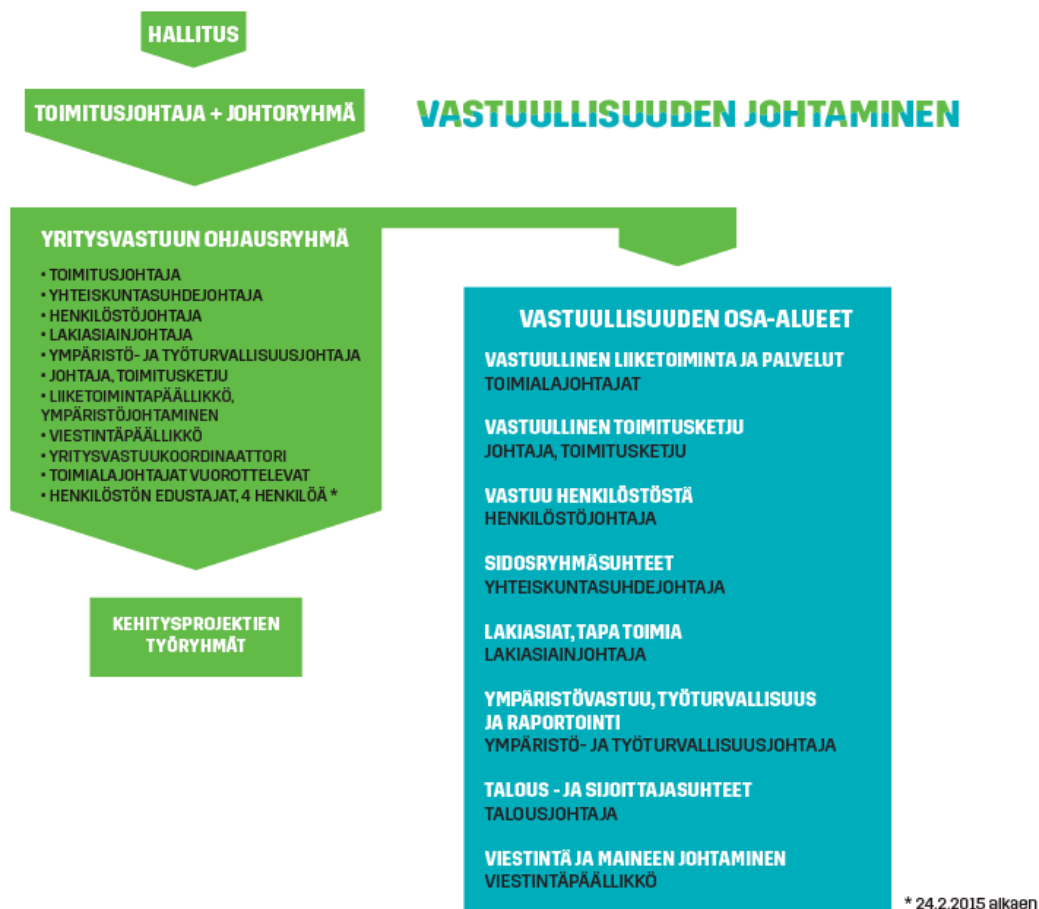 HALLITUS
TOIMITUSJOHTAJA + JOHTORYHMÄ
VASTUULLISUUDEN JOHTAMINEN
YRITYSVASTUUN OHJAUSRYHMÄ
• TOIMITUSJOHTAJA
• YHTEISKUNTASUHDEJOHTAJA
• HENKILÖSTÖJOHTAJA
• LAKIASIAINJOHTAJA
• YMPÄRISTÖ- JA TYÖTURVALLISUUSJOHTAJA
• JOHTAJA, TOIMITUSKETJU
• LIIKETOIMINTAPÄÄLLIKKÖ,
YMPÄRISTÖJOHTAMINEN
• VIESTINTÄPÄÄLLIKKÖ
• YRITYSVASTUUKOORDINAATTORI
• TOIMIALAJOHTAJAT VUOROTTELEVAT
• HENKILÖSTÖN EDUSTAJAT, 4 HENKILÖÄ *
KEHITYSPROJEKTIEN
TYÖRYHMÄT
VASTUULLISUUDEN OSA-ALUEET
VASTUULLINEN LIIKETOIMINTA JA PALVELUT
TOIMIALAJOHTAJAT
VASTUULLINEN TOIMITUSKETJU
JOHTAJA, TOIMITUSKETJU
VASTUU HENKILÖSTÖSTÄ
HENKILÖSTÖJOHTAJA
SIDOSRYHMÄSUHTEET
YHTEISKUNTASUHDEJOHTAJA
LAKIASIAT, TAPA TOIMIA
LAKIASIAINJOHTAJA
YMPÄRISTÖVASTUU, TYÖTURVALLISUUS
JA RAPORTOINTI
YMPÄRISTÖ- JA TYÖTURVALLISUUSJOHTAJA
TALOUS - JA SIJOITTAJASUHTEET
TALOUSJOHTAJA
VIESTINTÄ JA MAINEEN JOHTAMINEN
VIESTINTÄPÄÄLLIKKÖ
* 24.2.2015 alkaen